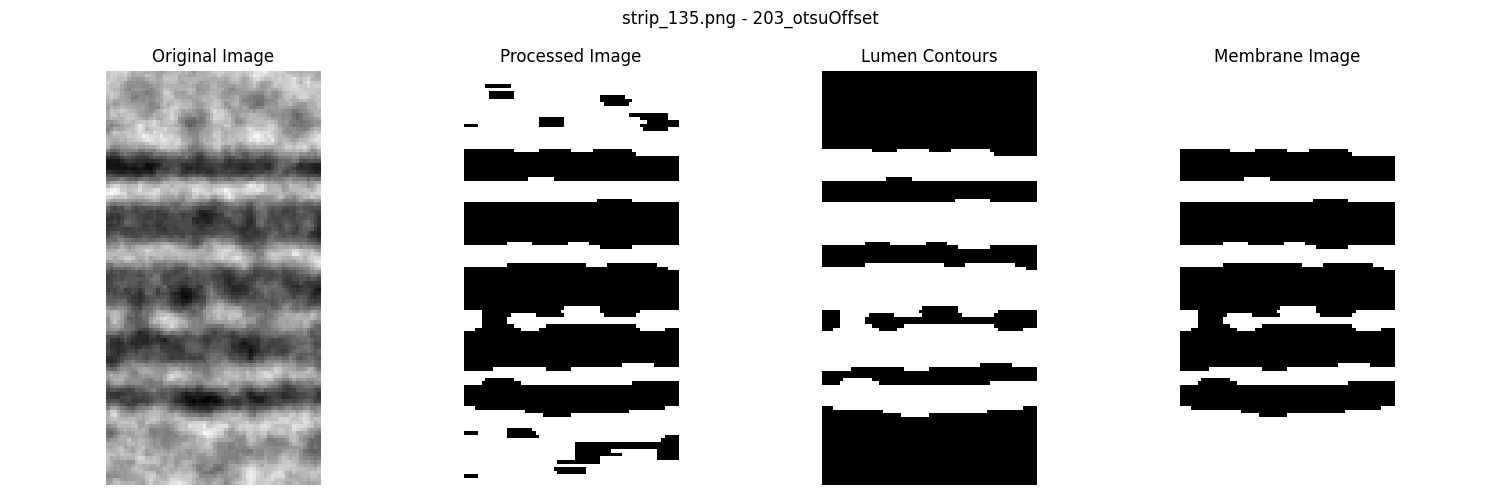 strip_135.png - 203_otsuOffset
Original Image
Processed Image
Lumen Contours
Membrane Image